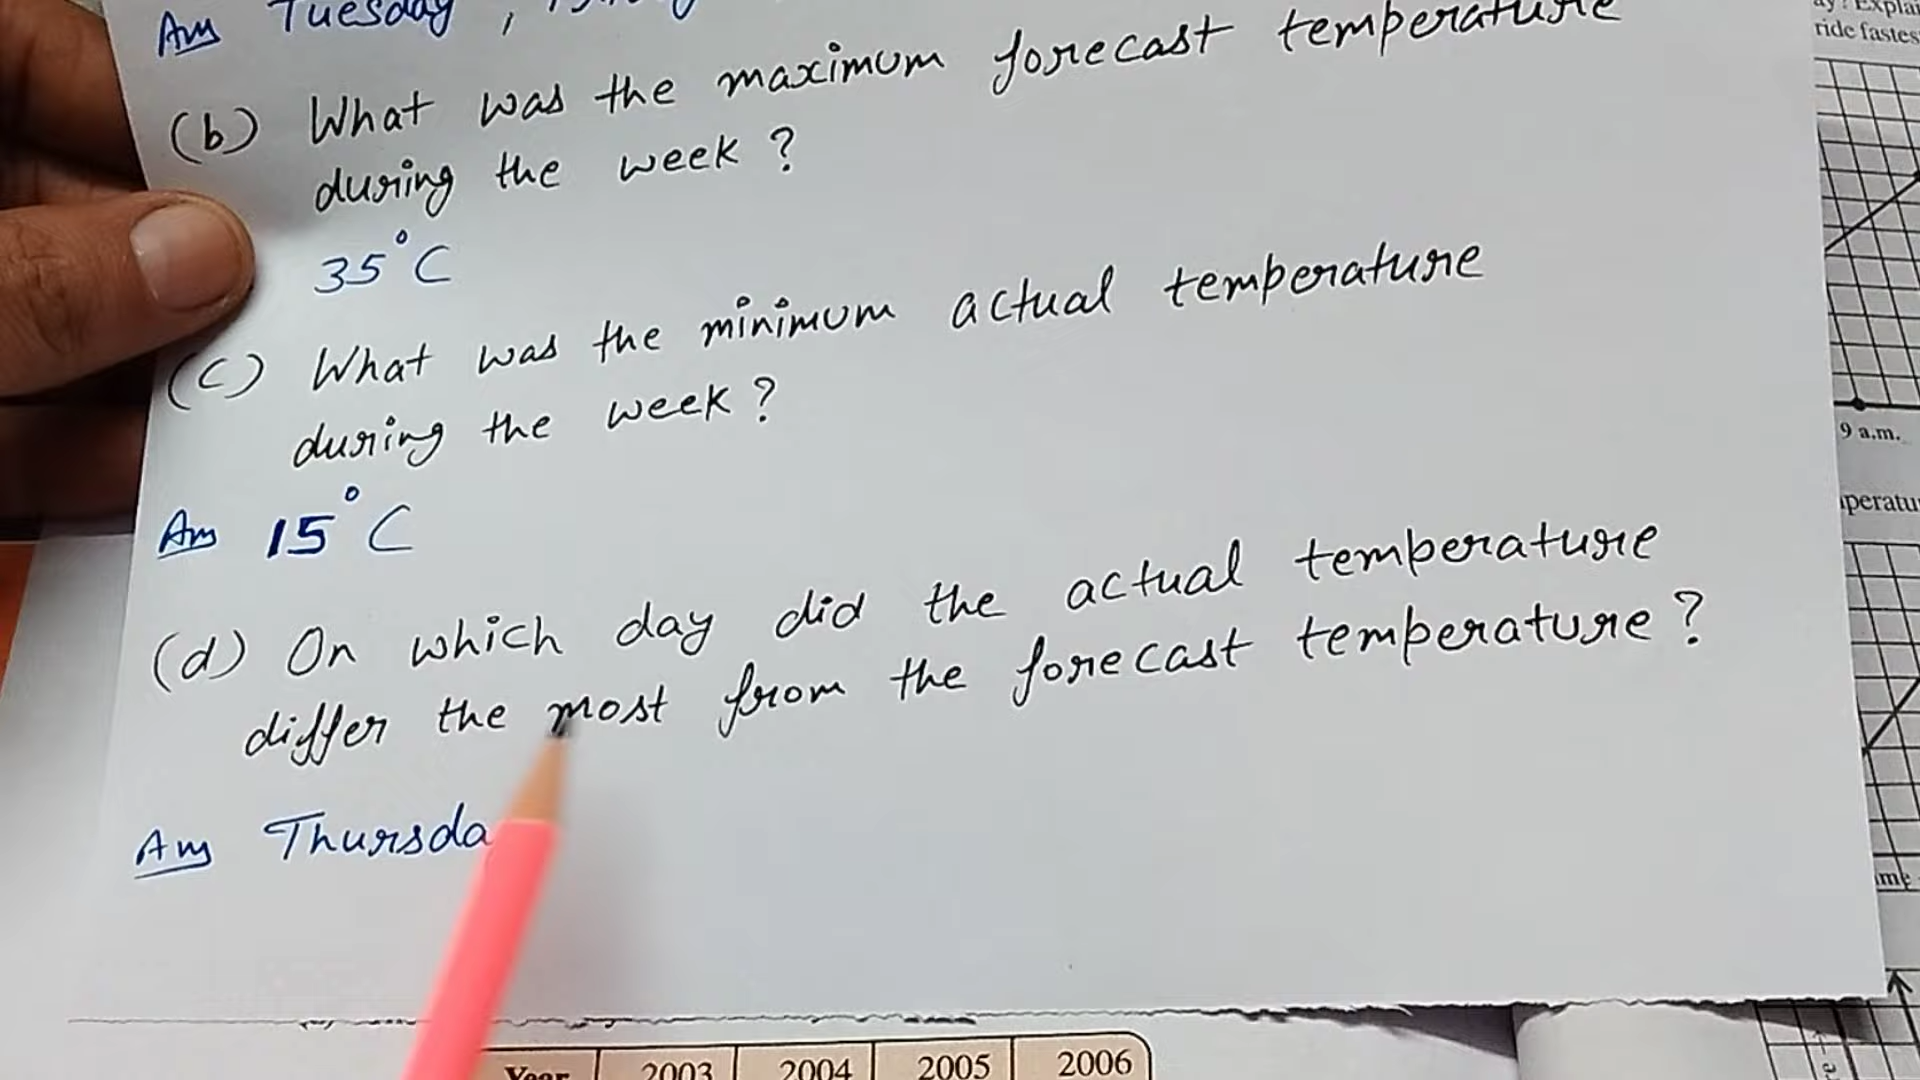 Ans Tuesday,
(b) What was the maximum forecast temperature
during the week?
35°C
(c) What was the minimum actual temperature
during the week?
Ans 15°C
(d) On which day did the actual temperature
differ the most from the forecast temperature?
Ans Thursda
ride fastes
9 a.m.
Year 2003 2004 2005 2006